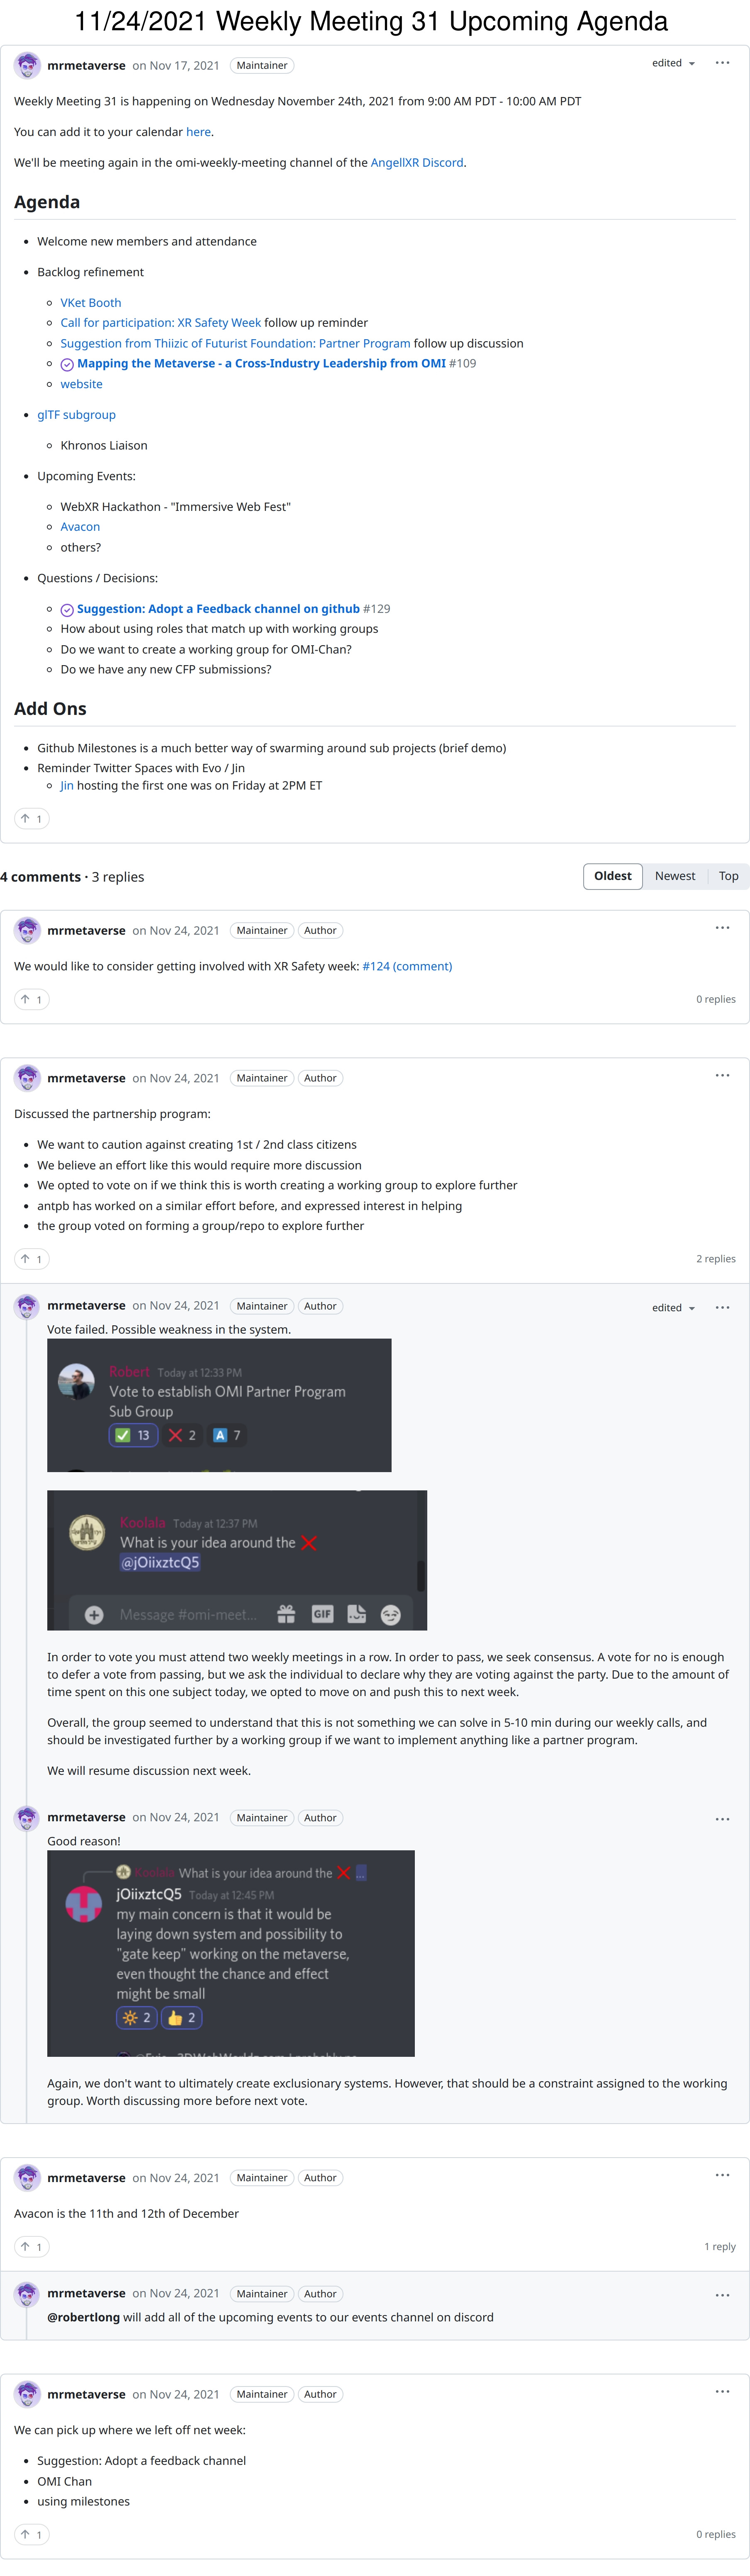 11/24/2021 Weekly Meeting 31 Upcoming Agenda
mrmetaverse on Nov 17, 2021 Maintainer edited
Weekly Meeting 31 is happening on Wednesday November 24th, 2021 from 9:00 AM PDT - 10:00 AM PDT
You can add it to your calendar here.
We'll be meeting again in the omi-weekly-meeting channel of the AngellXR Discord.
Agenda
Welcome new members and attendance
Backlog refinement
VKet Booth
Call for participation: XR Safety Week follow up reminder
Suggestion from Thiizic of Futurist Foundation: Partner Program follow up discussion
Mapping the Metaverse - a Cross-Industry Leadership from OMI #109
website
glTF subgroup
Khronos Liaison
Upcoming Events:
WebXR Hackathon - "Immersive Web Fest"
Avacon
others?
Questions / Decisions:
Suggestion: Adopt a Feedback channel on github #129
How about using roles that match up with working groups
Do we want to create a working group for OMI-Chan?
Do we have any new CFP submissions?
Add Ons
Github Milestones is a much better way of swarming around sub projects (brief demo)
Reminder Twitter Spaces with Evo / Jin
Jin hosting the first one was on Friday at 2PM ET
↑ 1
4 comments · 3 replies Oldest Newest Top
mrmetaverse on Nov 24, 2021 Maintainer Author
We would like to consider getting involved with XR Safety week: #124 (comment)
↑ 1 0 replies
mrmetaverse on Nov 24, 2021 Maintainer Author
Discussed the partnership program:
We want to caution against creating 1st / 2nd class citizens
We believe an effort like this would require more discussion
We opted to vote on if we think this is worth creating a working group to explore further
antpb has worked on a similar effort before, and expressed interest in helping
the group voted on forming a group/repo to explore further
↑ 1 2 replies
mrmetaverse on Nov 24, 2021 Maintainer Author edited
Vote failed. Possible weakness in the system.
Robert Today at 12:33 PM
Vote to establish OMI Partner Program
Sub Group
✅ 13 ❌ 2 A 7
Koolala Today at 12:37 PM
What is your idea around the ❌
@jOiixztcQ5
Message #omi-meet... GIF
In order to vote you must attend two weekly meetings in a row. In order to pass, we seek consensus. A vote for no is enough
to defer a vote from passing, but we ask the individual to declare why they are voting against the party. Due to the amount of
time spent on this one subject today, we opted to move on and push this to next week.
Overall, the group seemed to understand that this is not something we can solve in 5-10 min during our weekly calls, and
should be investigated further by a working group if we want to implement anything like a partner program.
We will resume discussion next week.
mrmetaverse on Nov 24, 2021 Maintainer Author
Good reason!
Koolala What is your idea around the ❌ ...
jOiixztcQ5 Today at 12:45 PM
my main concern is that it would be
laying down system and possibility to
"gate keep" working on the metaverse,
even thought the chance and effect
might be small
🔆 2 👍 2
Again, we don't want to ultimately create exclusionary systems. However, that should be a constraint assigned to the working
group. Worth discussing more before next vote.
mrmetaverse on Nov 24, 2021 Maintainer Author
Avacon is the 11th and 12th of December
↑ 1 1 reply
mrmetaverse on Nov 24, 2021 Maintainer Author
@robertlong will add all of the upcoming events to our events channel on discord
mrmetaverse on Nov 24, 2021 Maintainer Author
We can pick up where we left off net week:
Suggestion: Adopt a feedback channel
OMI Chan
using milestones
↑ 1 0 replies